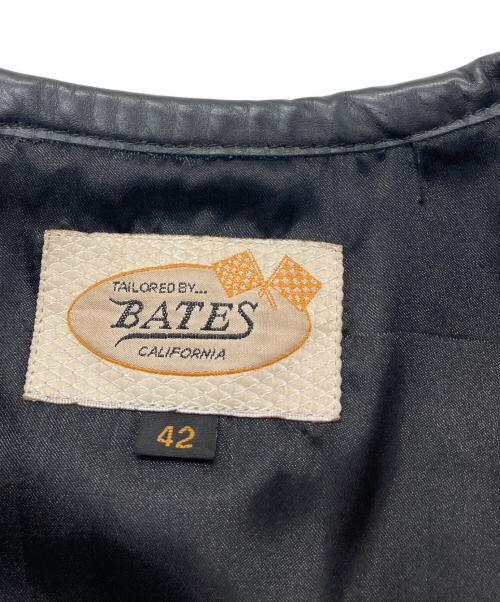 TAILORED BY...
BATES
CALIFORNIA
42